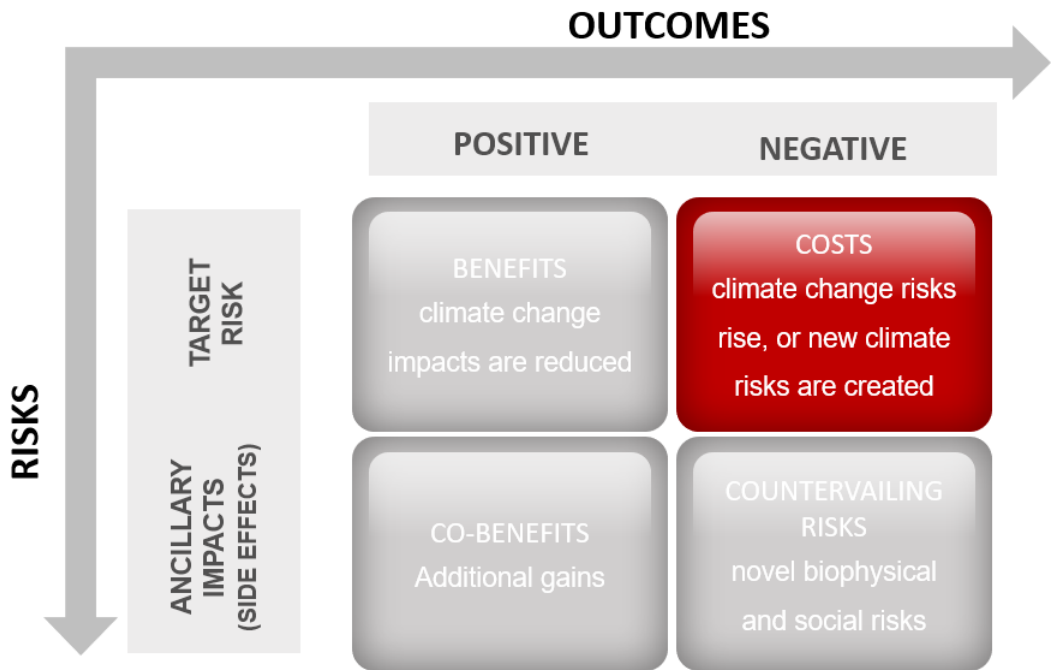 OUTCOMES
POSITIVE
NEGATIVE
RISKS
TARGET
RISK
BENEFITS
climate change
impacts are reduced
COSTS
climate change risks
rise, or new climate
risks are created
ANCILLARY
IMPACTS
(SIDE EFFECTS)
CO-BENEFITS
Additional gains
COUNTERVAILING
RISKS
novel biophysical
and social risks